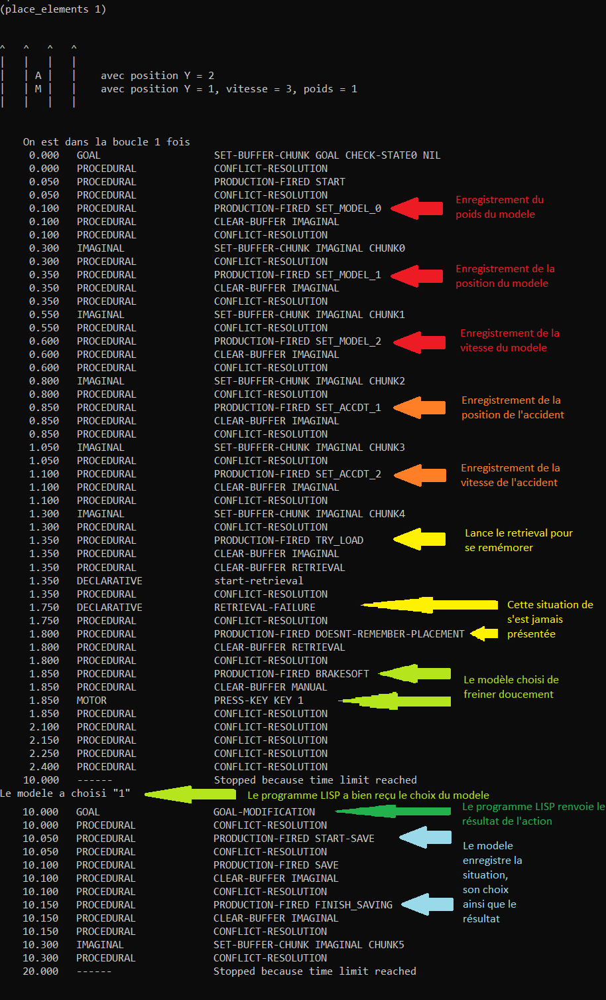 (place_elements 1)
^ ^ ^ ^
| | | |
| | A | | avec position Y = 2
| | M | | avec position Y = 1, vitesse = 3, poids = 1
| | | |
On est dans la boucle 1 fois
0.000 GOAL SET-BUFFER-CHUNK GOAL CHECK-STATE0 NIL
0.000 PROCEDURAL CONFLICT-RESOLUTION
0.050 PROCEDURAL PRODUCTION-FIRED START
0.050 PROCEDURAL CONFLICT-RESOLUTION
0.100 PROCEDURAL PRODUCTION-FIRED SET_MODEL_0
Enregistrement du
poids du modele
0.100 PROCEDURAL CLEAR-BUFFER IMAGINAL
0.100 PROCEDURAL CONFLICT-RESOLUTION
0.300 IMAGINAL SET-BUFFER-CHUNK IMAGINAL CHUNK0
0.300 PROCEDURAL CONFLICT-RESOLUTION
0.350 PROCEDURAL PRODUCTION-FIRED SET_MODEL_1
Enregistrement de la
position du modele
0.350 PROCEDURAL CLEAR-BUFFER IMAGINAL
0.350 PROCEDURAL CONFLICT-RESOLUTION
0.550 IMAGINAL SET-BUFFER-CHUNK IMAGINAL CHUNK1
0.550 PROCEDURAL CONFLICT-RESOLUTION
0.600 PROCEDURAL PRODUCTION-FIRED SET_MODEL_2
Enregistrement de la
vitesse du modele
0.600 PROCEDURAL CLEAR-BUFFER IMAGINAL
0.600 PROCEDURAL CONFLICT-RESOLUTION
0.800 IMAGINAL SET-BUFFER-CHUNK IMAGINAL CHUNK2
0.800 PROCEDURAL CONFLICT-RESOLUTION
0.850 PROCEDURAL PRODUCTION-FIRED SET_ACCDT_1
Enregistrement de la
position de l'accident
0.850 PROCEDURAL CLEAR-BUFFER IMAGINAL
0.850 PROCEDURAL CONFLICT-RESOLUTION
1.050 IMAGINAL SET-BUFFER-CHUNK IMAGINAL CHUNK3
1.050 PROCEDURAL CONFLICT-RESOLUTION
1.100 PROCEDURAL PRODUCTION-FIRED SET_ACCDT_2
Enregistrement de la
vitesse de l'accident
1.100 PROCEDURAL CLEAR-BUFFER IMAGINAL
1.100 PROCEDURAL CONFLICT-RESOLUTION
1.300 IMAGINAL SET-BUFFER-CHUNK IMAGINAL CHUNK4
1.300 PROCEDURAL CONFLICT-RESOLUTION
1.350 PROCEDURAL PRODUCTION-FIRED TRY_LOAD
Lance le retrieval pour
se remémorer
1.350 PROCEDURAL CLEAR-BUFFER IMAGINAL
1.350 PROCEDURAL CLEAR-BUFFER RETRIEVAL
1.350 DECLARATIVE start-retrieval
1.350 PROCEDURAL CONFLICT-RESOLUTION
1.750 DECLARATIVE RETRIEVAL-FAILURE
1.750 PROCEDURAL CONFLICT-RESOLUTION
1.800 PROCEDURAL PRODUCTION-FIRED DOESNT-REMEMBER-PLACEMENT
Cette situation de
s'est jamais
présentée
1.800 PROCEDURAL CLEAR-BUFFER RETRIEVAL
1.800 PROCEDURAL CONFLICT-RESOLUTION
1.850 PROCEDURAL PRODUCTION-FIRED BRAKESOFT
1.850 PROCEDURAL CLEAR-BUFFER MANUAL
1.850 MOTOR PRESS-KEY KEY 1
Le modèle choisi de
freiner doucement
1.850 PROCEDURAL CONFLICT-RESOLUTION
2.100 PROCEDURAL CONFLICT-RESOLUTION
2.150 PROCEDURAL CONFLICT-RESOLUTION
2.250 PROCEDURAL CONFLICT-RESOLUTION
2.400 PROCEDURAL CONFLICT-RESOLUTION
10.000 ------ Stopped because time limit reached
Le modele a choisi "1"
Le programme LISP a bien reçu le choix du modele
10.000 GOAL GOAL-MODIFICATION
Le programme LISP renvoie le
résultat de l'action
10.000 PROCEDURAL CONFLICT-RESOLUTION
10.050 PROCEDURAL PRODUCTION-FIRED START-SAVE
10.050 PROCEDURAL CONFLICT-RESOLUTION
10.100 PROCEDURAL PRODUCTION-FIRED SAVE
10.100 PROCEDURAL CLEAR-BUFFER IMAGINAL
10.100 PROCEDURAL CONFLICT-RESOLUTION
10.150 PROCEDURAL PRODUCTION-FIRED FINISH_SAVING
Le modele
enregistre la
situation,
son choix
ainsi que le
résultat
10.150 PROCEDURAL CLEAR-BUFFER IMAGINAL
10.150 PROCEDURAL CONFLICT-RESOLUTION
10.300 IMAGINAL SET-BUFFER-CHUNK IMAGINAL CHUNK5
10.300 PROCEDURAL CONFLICT-RESOLUTION
20.000 ------ Stopped because time limit reached